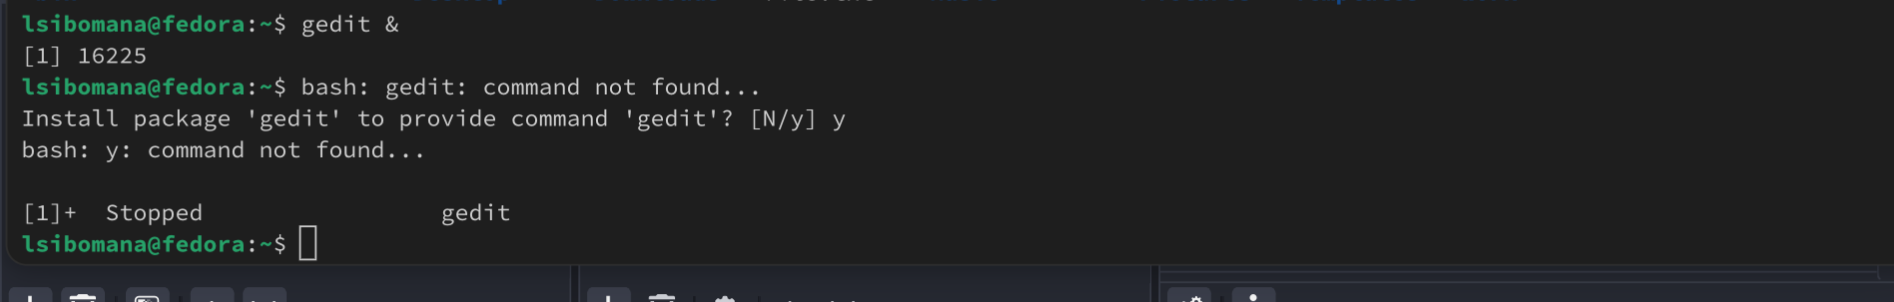 lsibomana@fedora:~$ gedit &
[1] 16225
lsibomana@fedora:~$ bash: gedit: command not found...
Install package 'gedit' to provide command 'gedit'? [N/y] y
bash: y: command not found...
[1]+  Stopped                 gedit
lsibomana@fedora:~$